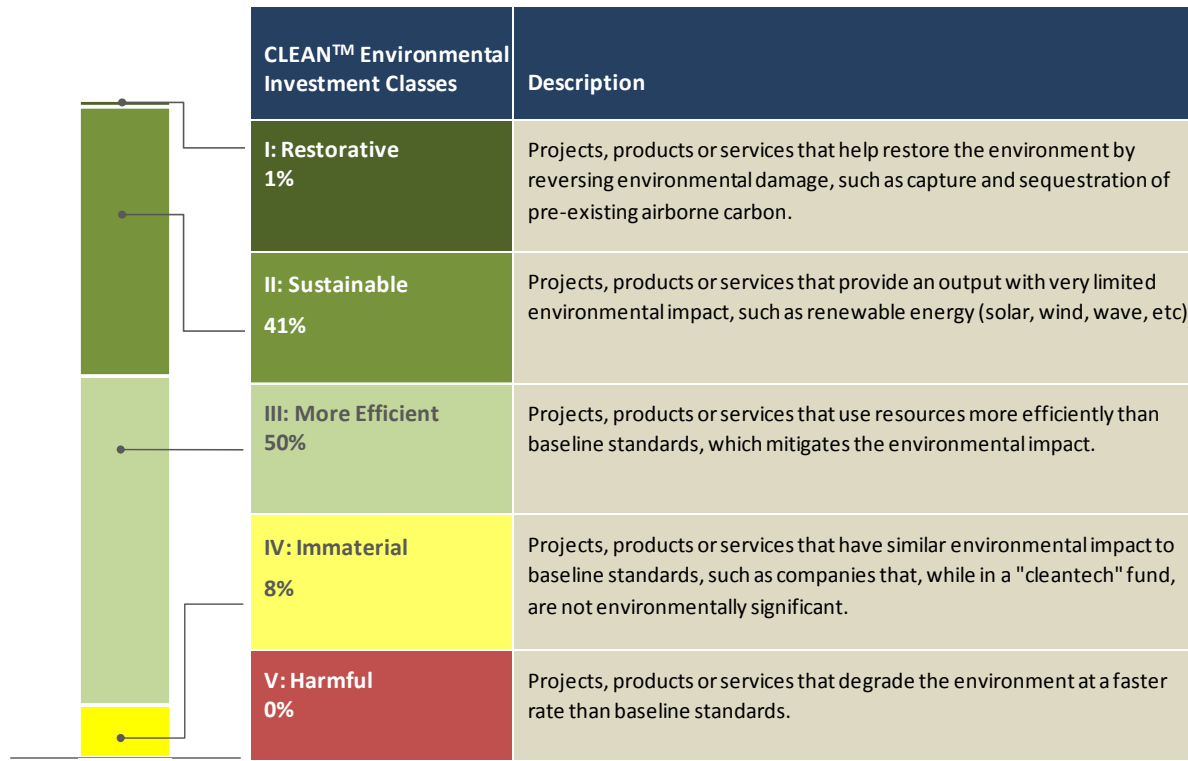 CLEAN™ Environmental
Investment Classes
Description
I: Restorative
1%
Projects, products or services that help restore the environment by
reversing environmental damage, such as capture and sequestration of
pre-existing airborne carbon.
II: Sustainable
41%
Projects, products or services that provide an output with very limited
environmental impact, such as renewable energy (solar, wind, wave, etc)
III: More Efficient
50%
Projects, products or services that use resources more efficiently than
baseline standards, which mitigates the environmental impact.
IV: Immaterial
8%
Projects, products or services that have similar environmental impact to
baseline standards, such as companies that, while in a "cleantech" fund,
are not environmentally significant.
V: Harmful
0%
Projects, products or services that degrade the environment at a faster
rate than baseline standards.